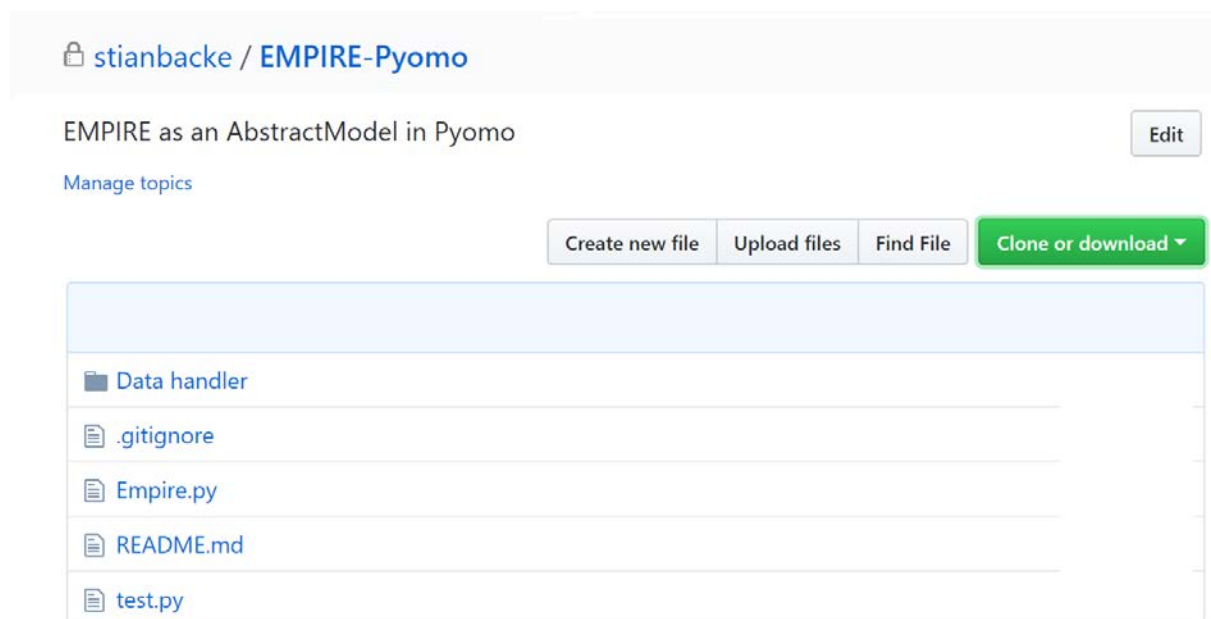 stianbacke / EMPIRE-Pyomo
EMPIRE as an AbstractModel in Pyomo
Edit
Manage topics
Create new file Upload files Find File Clone or download
Data handler
.gitignore
Empire.py
README.md
test.py